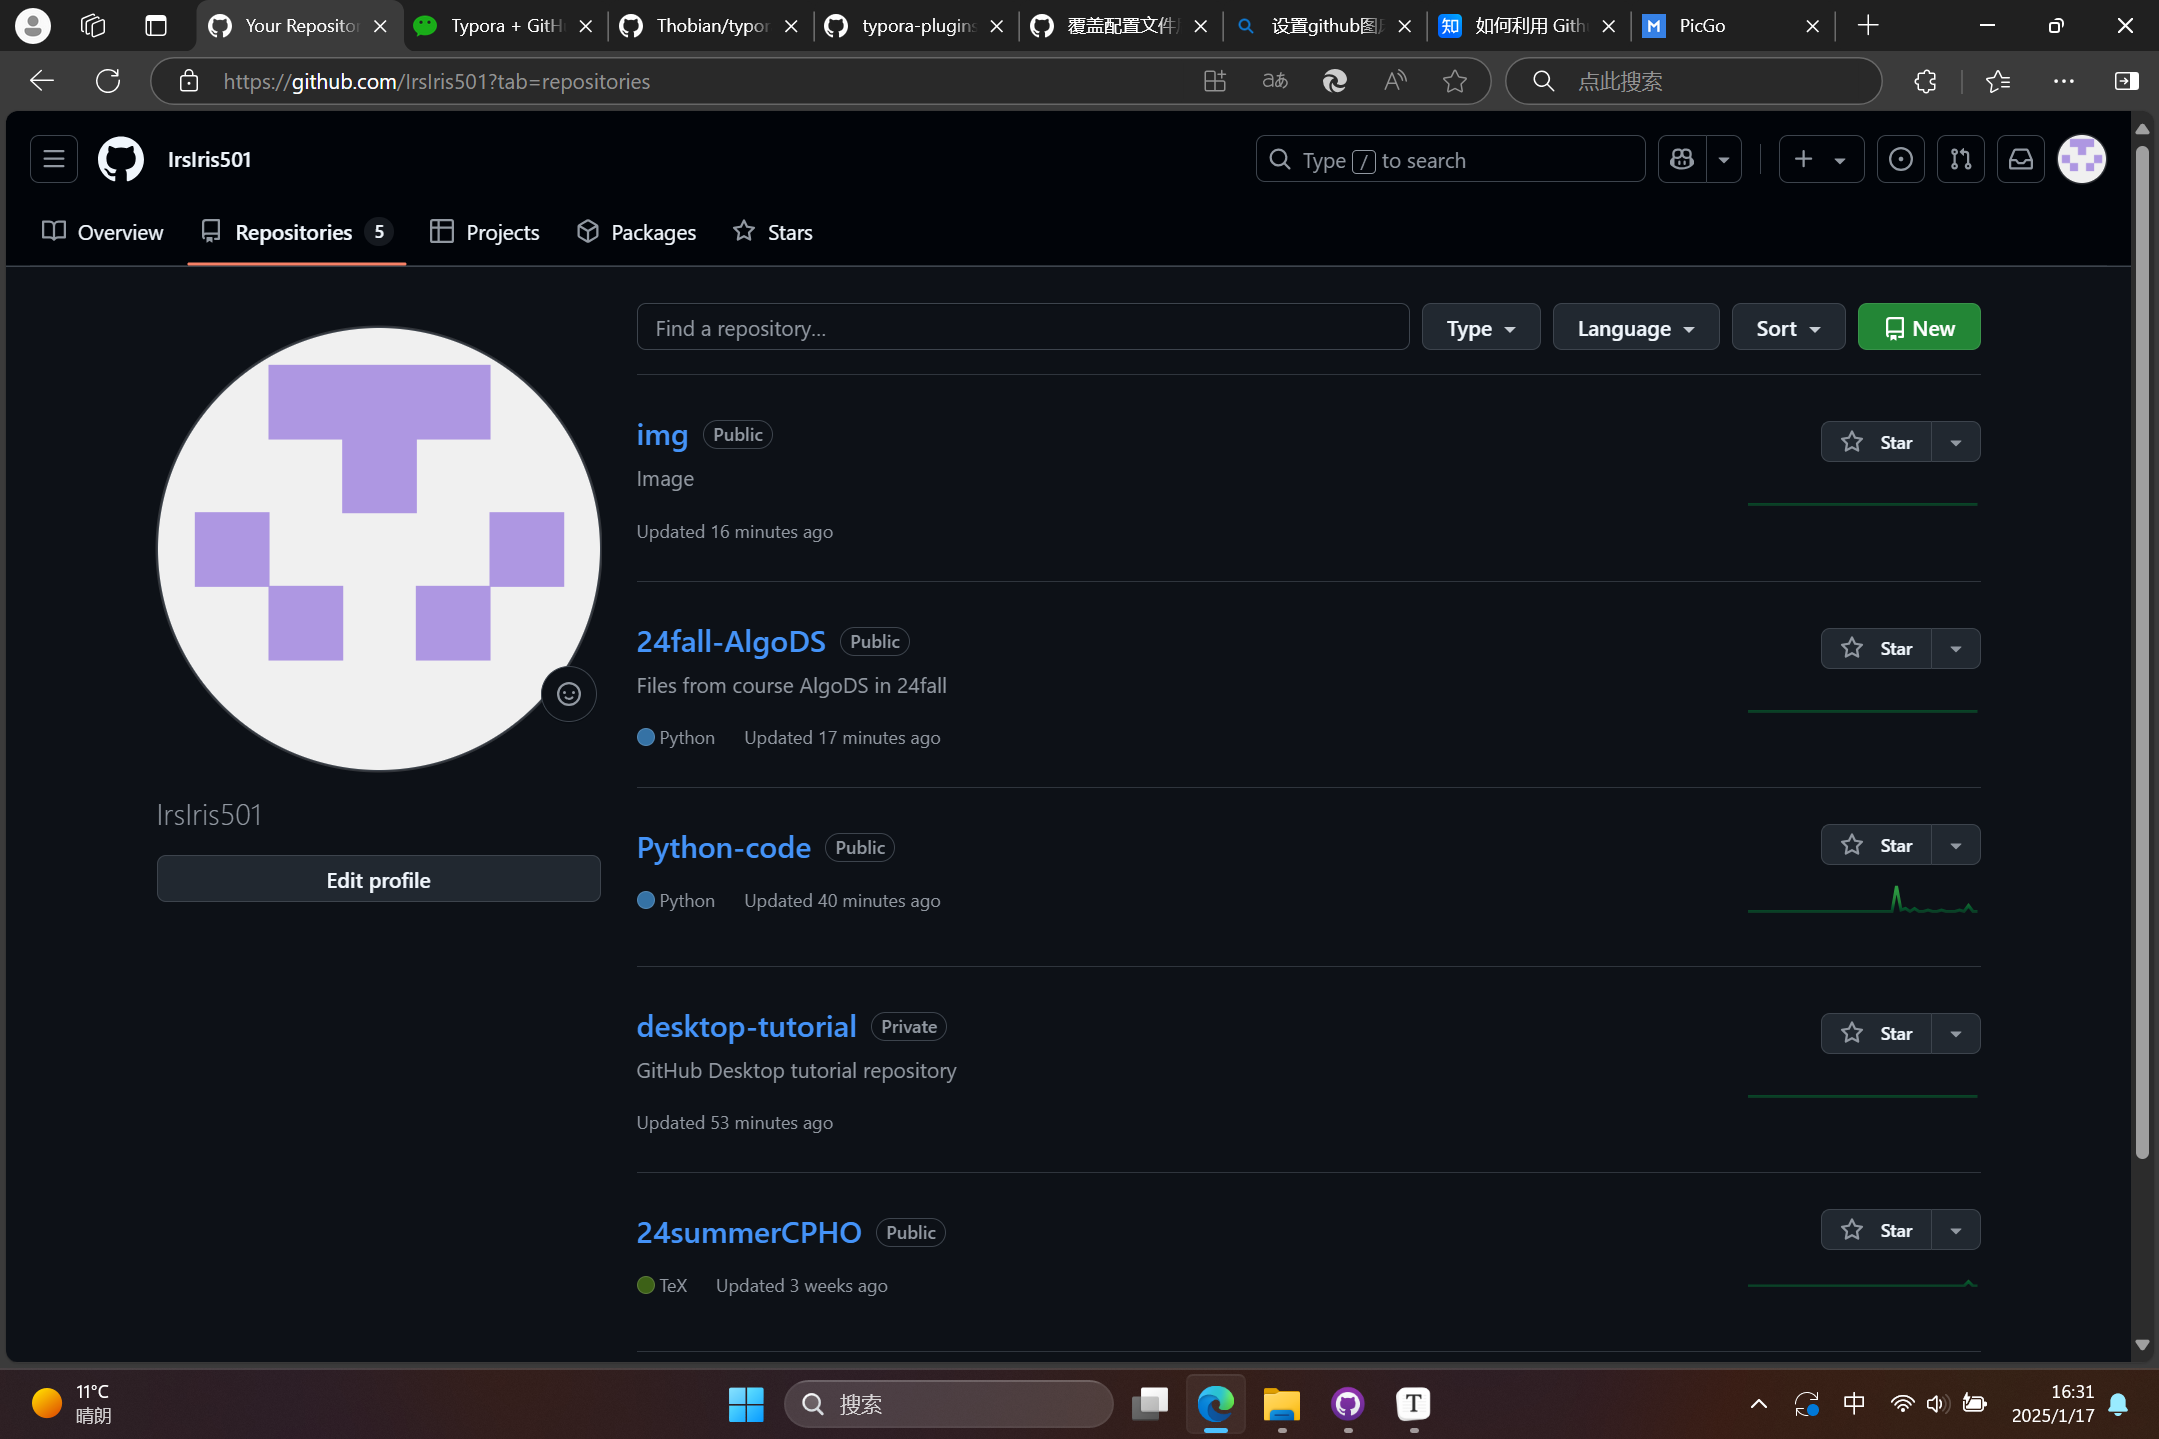 Your Reposito
Typora + GitH
Thobian/typor
typora-plugins
覆盖配置文件
设置github图
如何利用 Gith
PicGo
https://github.com/IrsIris501?tab=repositories
点此搜索
IrsIris501
Type / to search
Overview
Repositories 5
Projects
Packages
Stars
Find a repository...
Type
Language
Sort
New
img Public
Star
Image
Updated 16 minutes ago
24fall-AlgoDS Public
Star
Files from course AlgoDS in 24fall
Python Updated 17 minutes ago
IrsIris501
Edit profile
Python-code Public
Star
Python Updated 40 minutes ago
desktop-tutorial Private
Star
GitHub Desktop tutorial repository
Updated 53 minutes ago
24summerCPHO Public
Star
TeX Updated 3 weeks ago
11°C
晴朗
搜索
中
16:31
2025/1/17